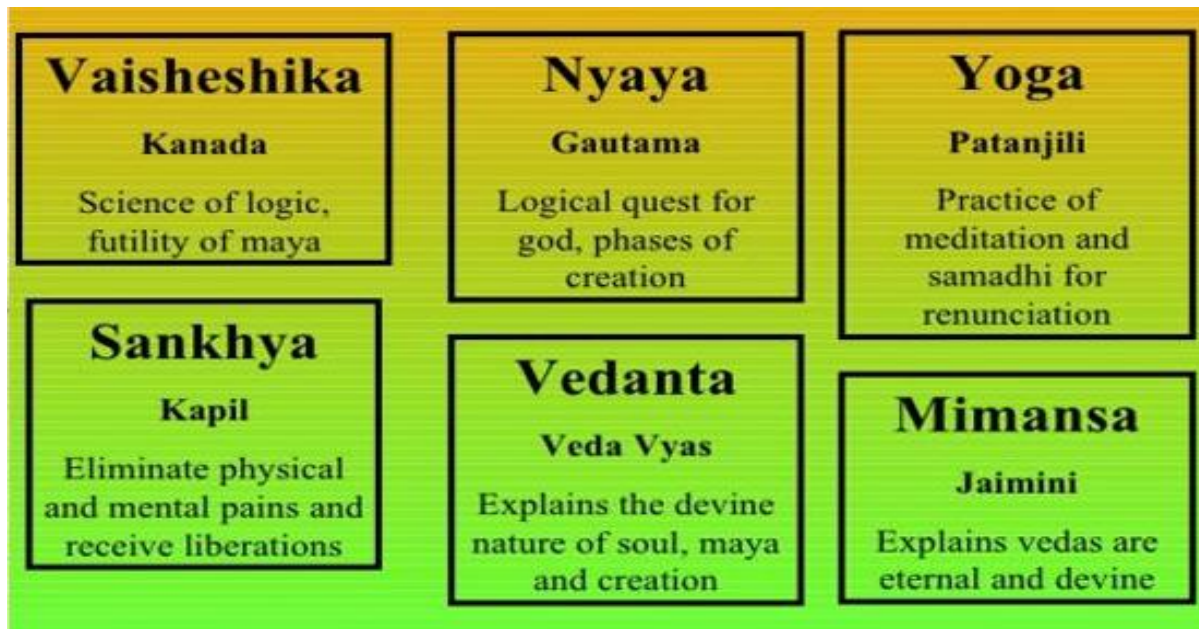 Vaisheshika
Kanada
Science of logic,
futility of maya
Nyaya
Gautama
Logical quest for
god, phases of
creation
Yoga
Patanjili
Practice of
meditation and
samadhi for
renunciation
Sankhya
Kapil
Eliminate physical
and mental pains and
receive liberations
Vedanta
Veda Vyas
Explains the devine
nature of soul, maya
and creation
Mimansa
Jaimini
Explains vedas are
eternal and devine